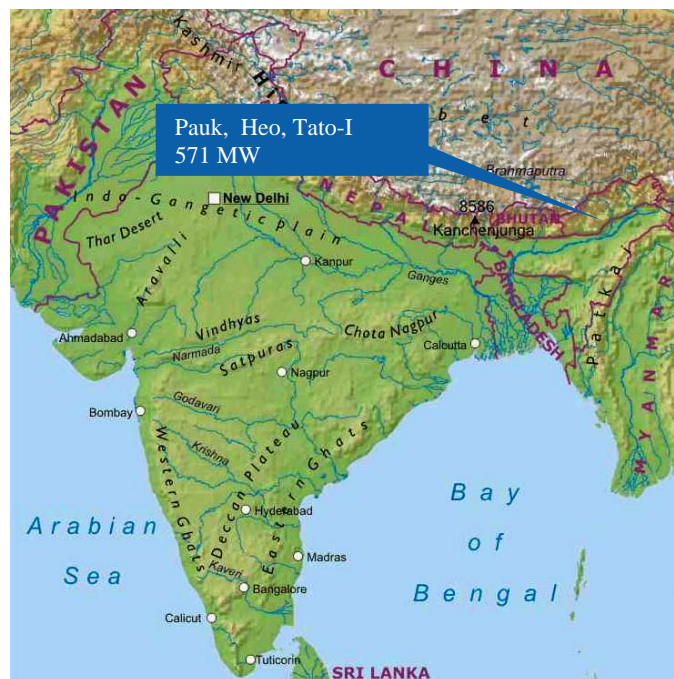 Kashmir
Hi
C H I N A
PAKISTAN
Pauk, Heo, Tato-I
571 MW
b e t
Brahmaputra
New Delhi
NEPAL
8586
BHUTAN
Kanchenjunga
Indo-Gangetic plain
Thar Desert
Aravalli
Kanpur
Ganges
BANGLADESH
Patkai
MYANMAR
Ahmadabad
Vindhyas
Chota Nagpur
Calcutta
Narmada
Satpuras
Nagpur
Bombay
Godavari
Krishna
Western Ghats
Deccan Plateau
Eastern Ghats
Hyderabad
Bay
of
Bengal
Arabian
Sea
Madras
Kaveri
Bangalore
Calicut
Tuticorin
SRI LANKA